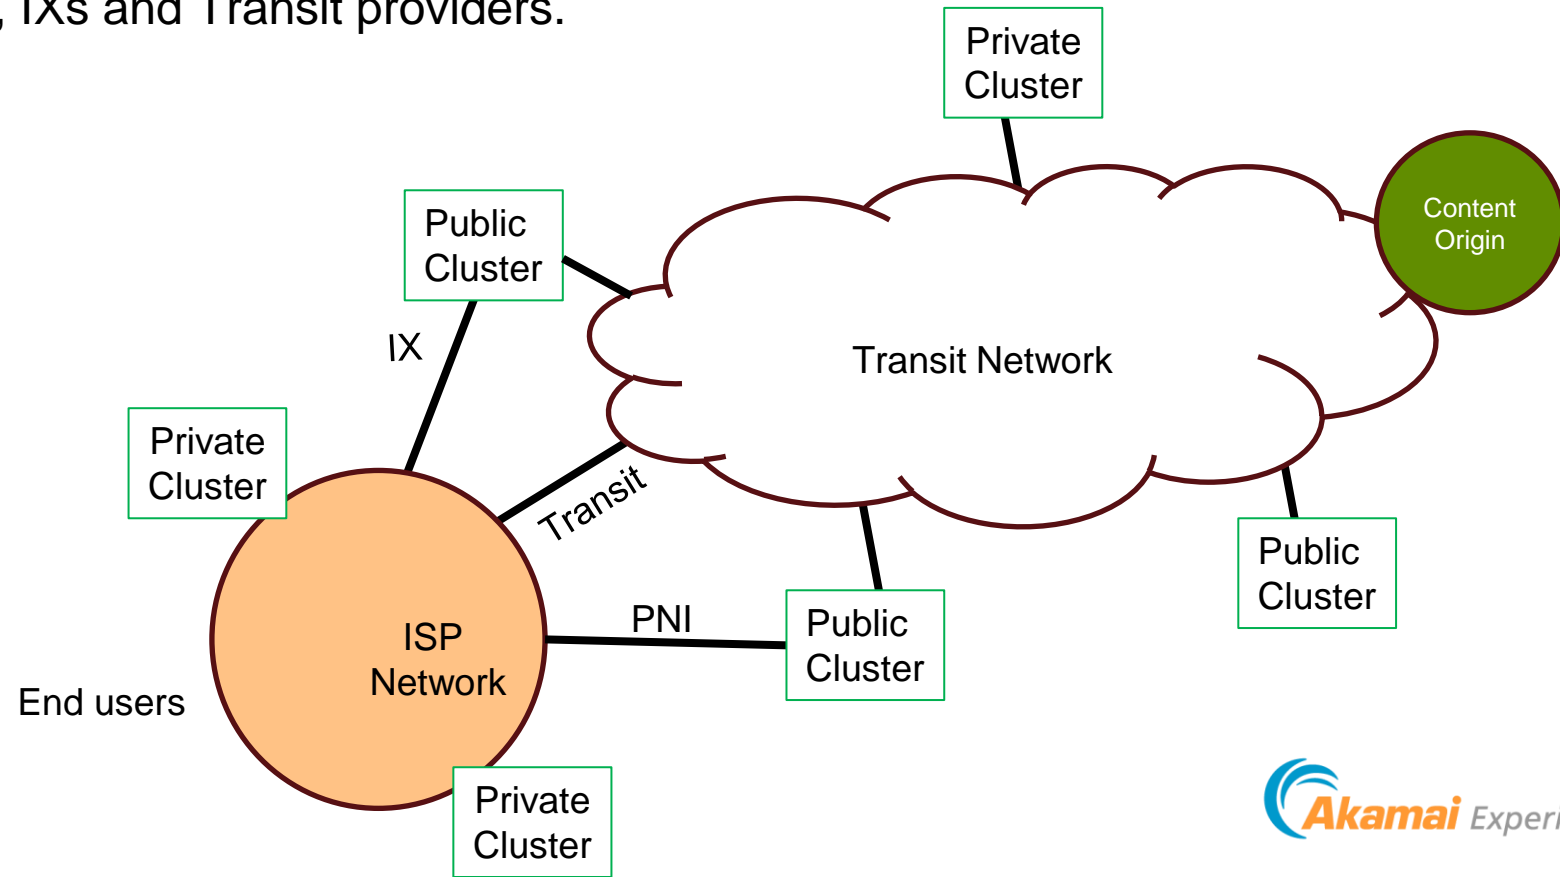 , IXs and Transit providers.
Private
Cluster
Content
Origin
Public
Cluster
IX
Transit Network
Private
Cluster
Transit
Public
Cluster
PNI
Public
Cluster
ISP
Network
End users
Private
Cluster
Akamai Experi